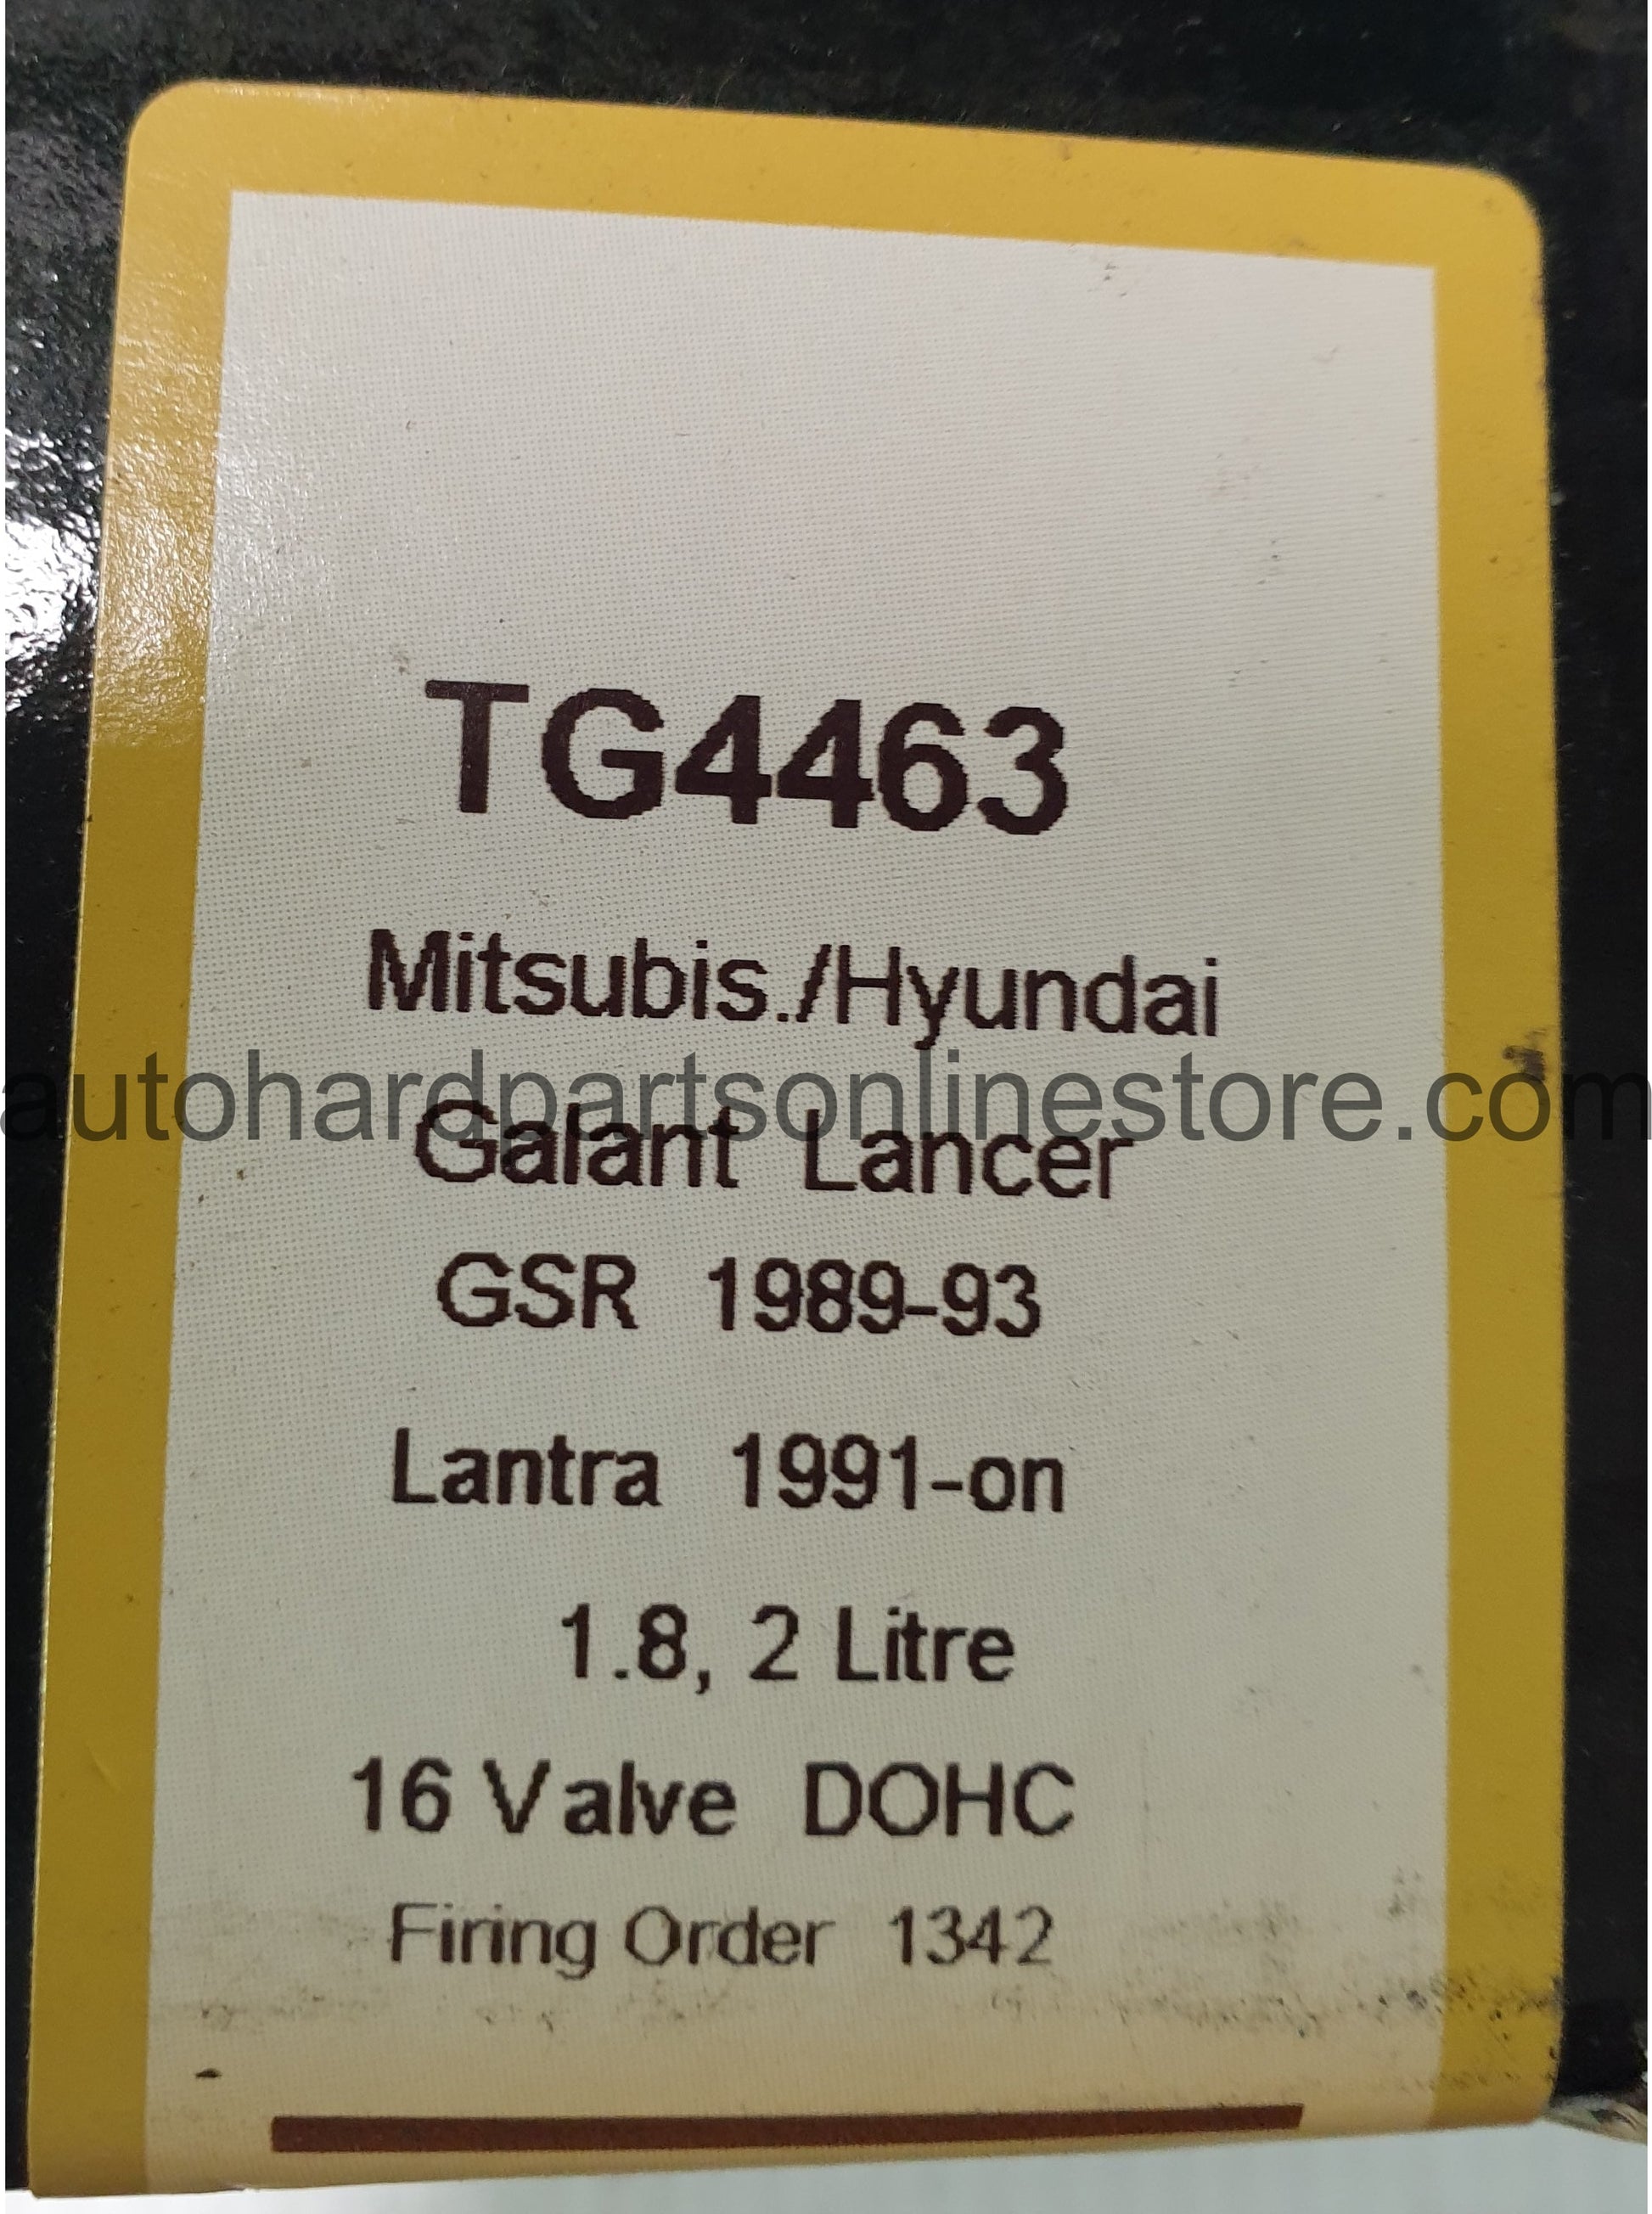 TG4463
Mitsubis./Hyundai
autohardpartsonlinestore.com
Galant Lancer
GSR 1989-93
Lantra 1991-on
1.8, 2 Litre
16 Valve DOHC
Firing Order 1342